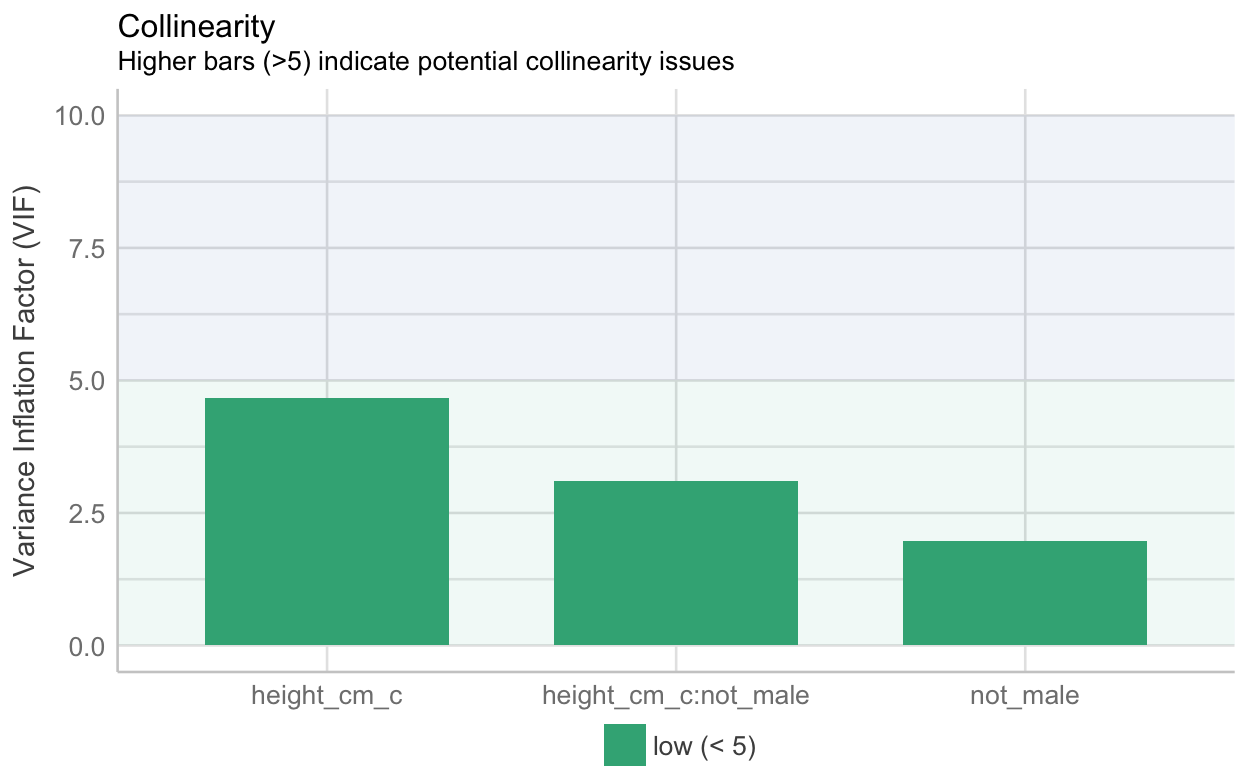 Collinearity
Higher bars (>5) indicate potential collinearity issues
Variance Inflation Factor (VIF)
10.0
7.5
5.0
2.5
0.0
height_cm_c
height_cm_c:not_male
not_male
low (< 5)